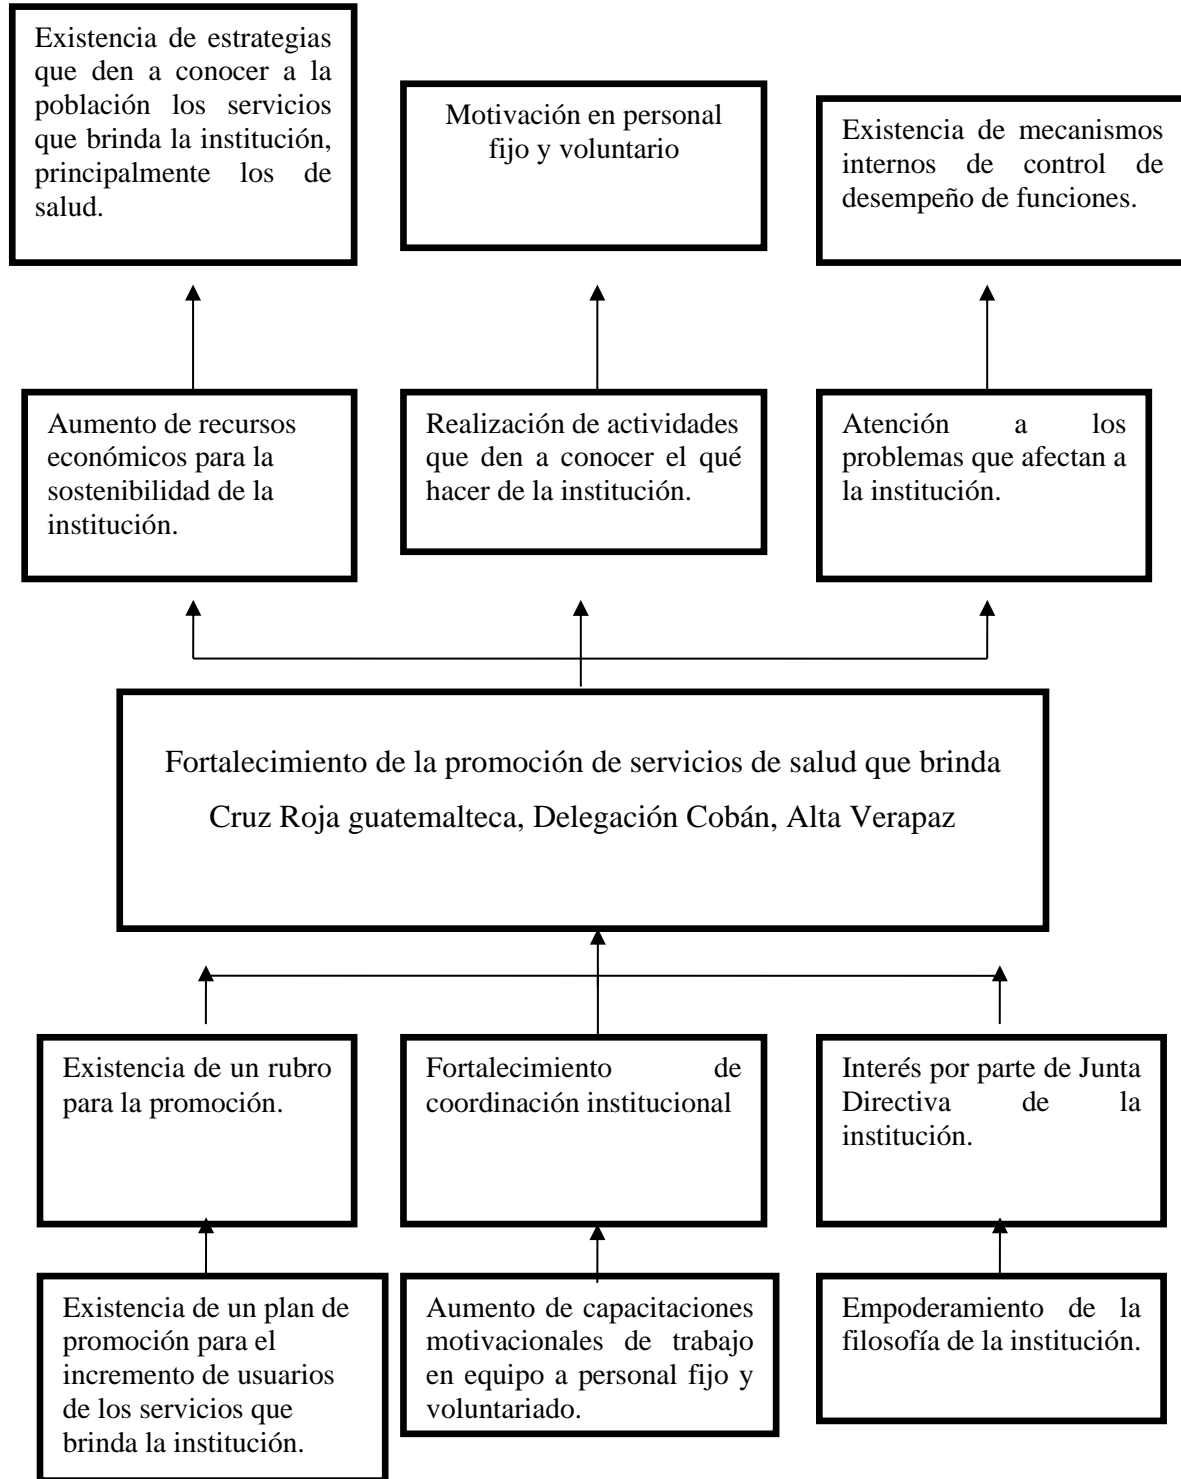 Existencia de estrategias
que den a conocer a la
población los servicios
que brinda la institución,
principalmente los de
salud.
Motivación en personal
fijo y voluntario
Existencia de mecanismos
internos de control de
desempeño de funciones.
Aumento de recursos
económicos para la
sostenibilidad de la
institución.
Realización de actividades
que den a conocer el qué
hacer de la institución.
Atención a los
problemas que afectan a
la institución.
Fortalecimiento de la promoción de servicios de salud que brinda
Cruz Roja guatemalteca, Delegación Cobán, Alta Verapaz
Existencia de un rubro
para la promoción.
Fortalecimiento de
coordinación institucional
Interés por parte de Junta
Directiva de la
institución.
Existencia de un plan de
promoción para el
incremento de usuarios
de los servicios que
brinda la institución.
Aumento de capacitaciones
motivacionales de trabajo
en equipo a personal fijo y
voluntariado.
Empoderamiento de la
filosofía de la institución.